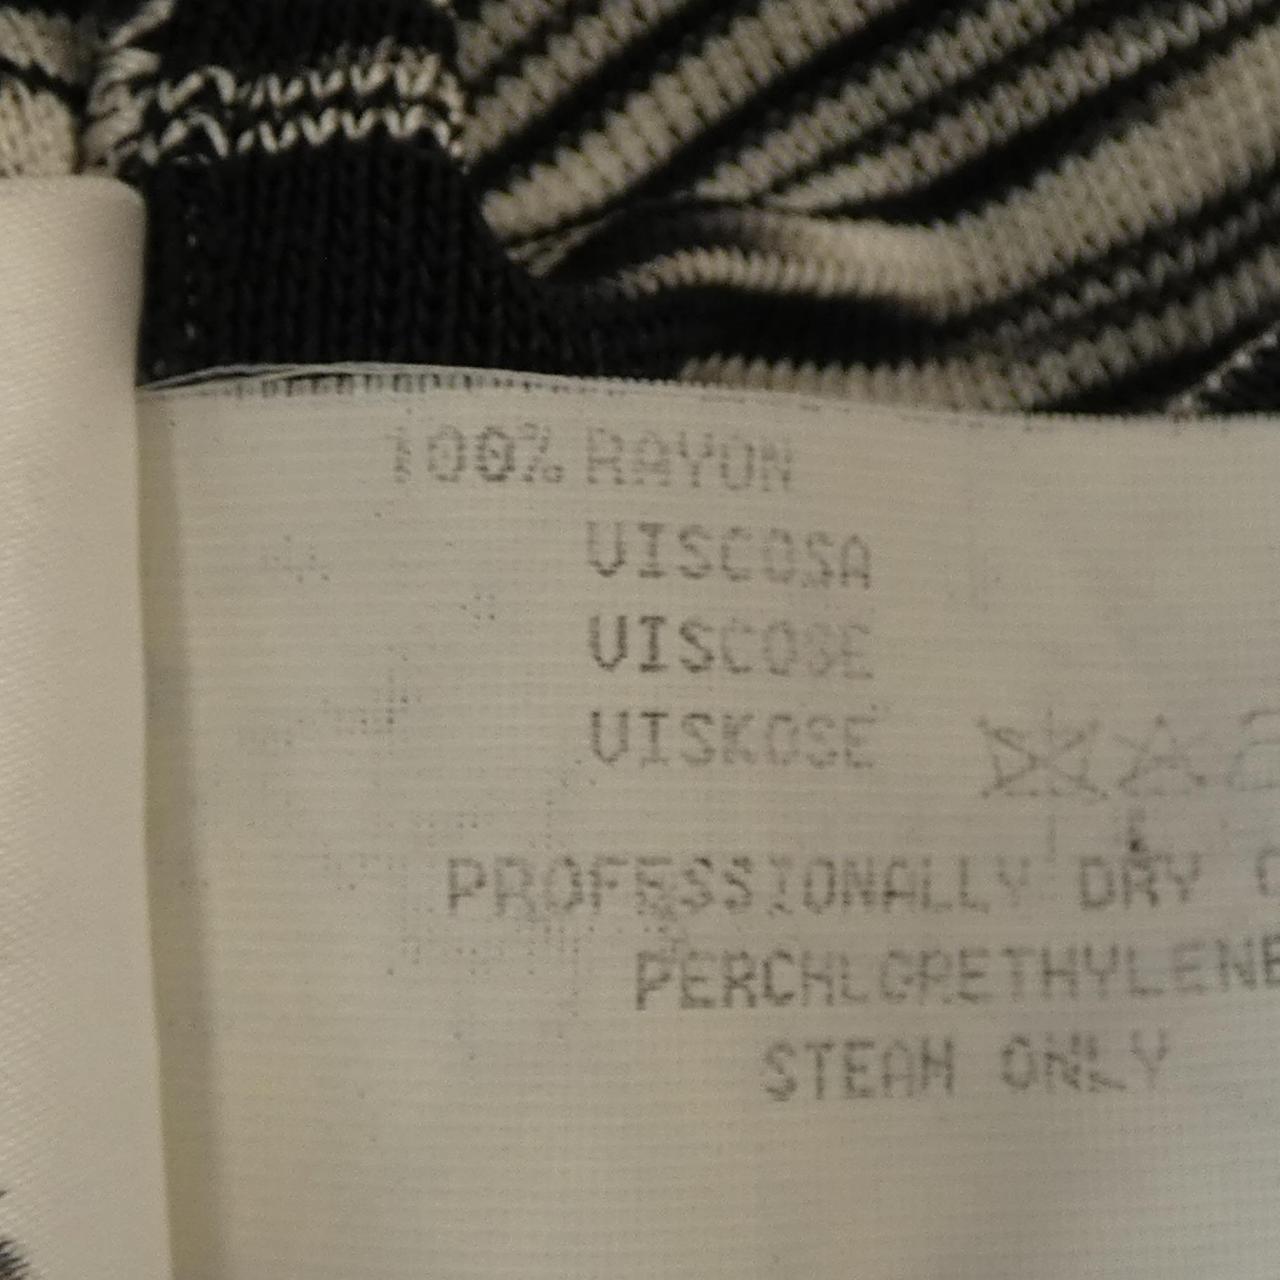 100% RAYON
VISCOSA
VISCOSE
VISKOSE
PROFESSIONALLY DRY
PERCHLORETHYLENE
STEAM ONLY